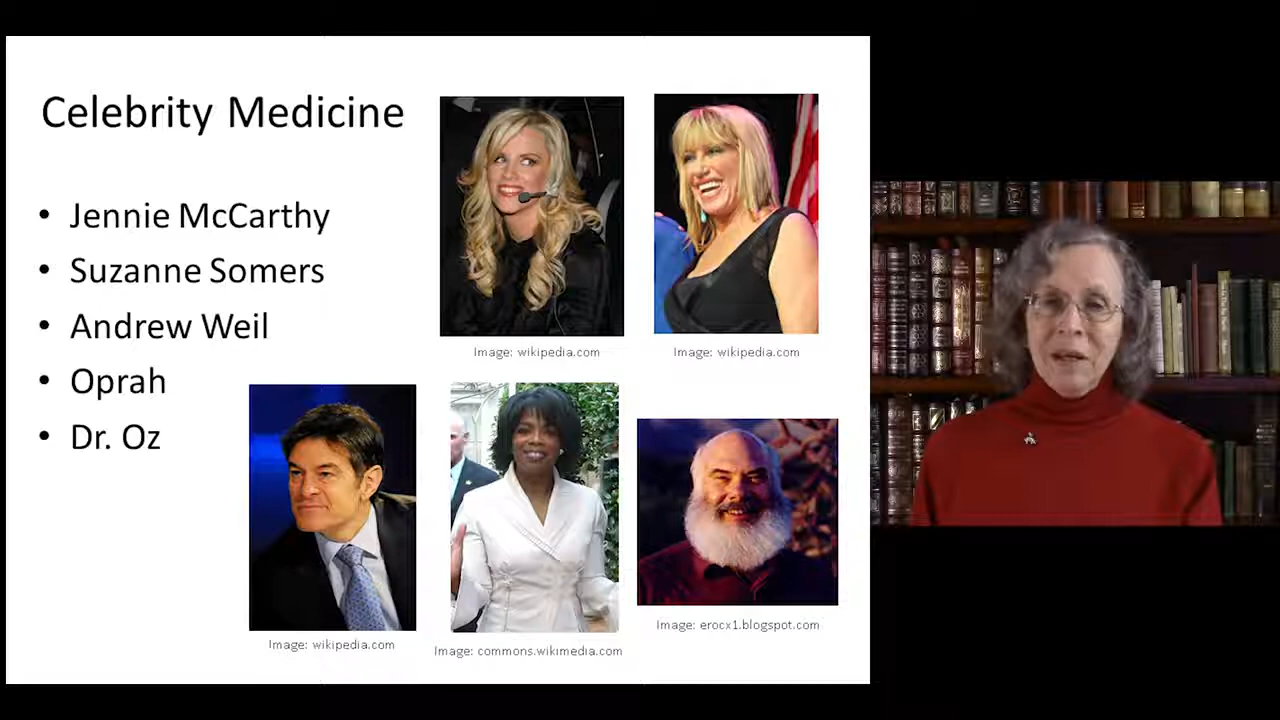 Celebrity Medicine
• Jennie McCarthy
• Suzanne Somers
• Andrew Weil
• Oprah
• Dr. Oz
Image: wikipedia.com
Image: wikipedia.com
Image: wikipedia.com
Image: commons.wikimedia.com
Image: erocx1.blogspot.com